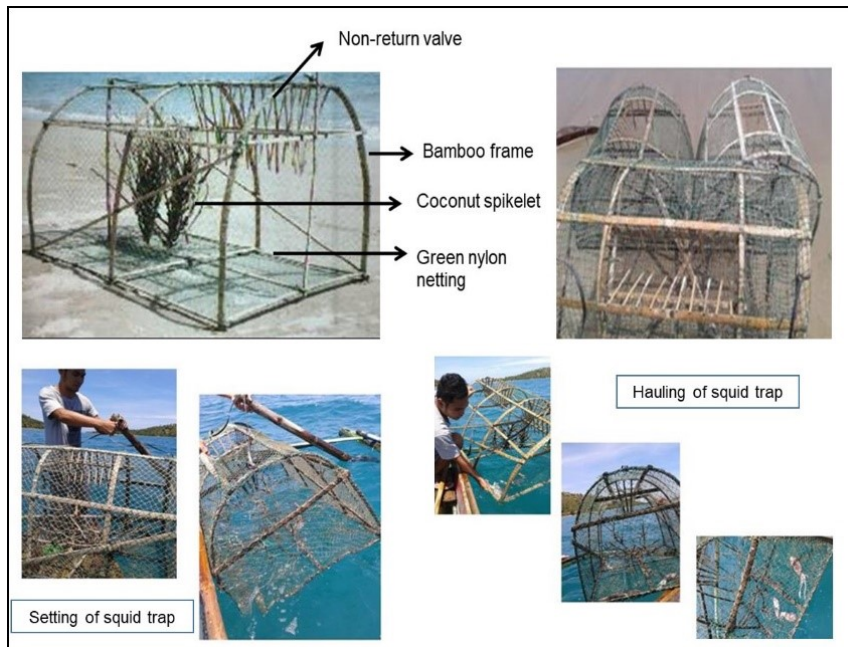 Non-return valve
Bamboo frame
Coconut spikelet
Green nylon
netting
Hauling of squid trap
Setting of squid trap